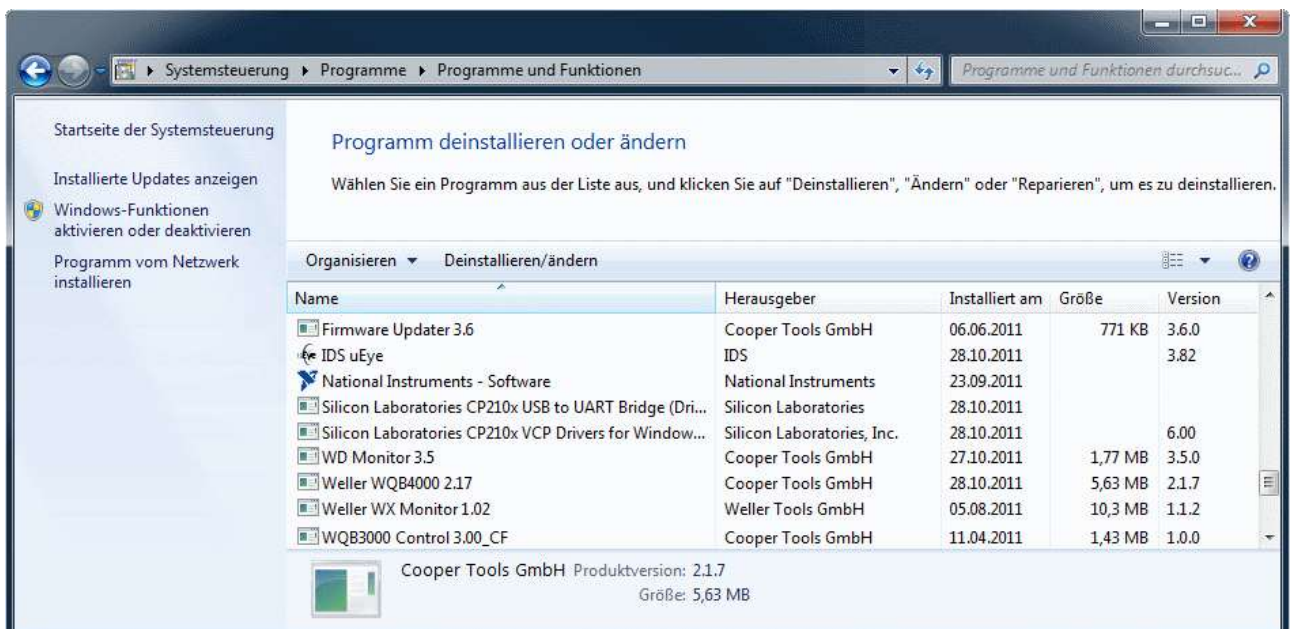 Systemsteuerung Programme Programme und Funktionen Programme und Funktionen durchsuc...
Startseite der Systemsteuerung
Installierte Updates anzeigen
Windows-Funktionen
aktivieren oder deaktivieren
Programm vom Netzwerk
installieren
Programm deinstallieren oder ändern
Wählen Sie ein Programm aus der Liste aus, und klicken Sie auf "Deinstallieren", "Ändern" oder "Reparieren", um es zu deinstallieren.
Organisieren Deinstallieren/ändern
Name Herausgeber Installiert am Größe Version
Firmware Updater 3.6 Cooper Tools GmbH 06.06.2011 771 KB 3.6.0
IDS uEye IDS 28.10.2011 3.82
National Instruments - Software National Instruments 23.09.2011
Silicon Laboratories CP210x USB to UART Bridge (Dri... Silicon Laboratories 28.10.2011
Silicon Laboratories CP210x VCP Drivers for Window... Silicon Laboratories, Inc. 28.10.2011 6.00
WD Monitor 3.5 Cooper Tools GmbH 27.10.2011 1,77 MB 3.5.0
Weller WQB4000 2.17 Cooper Tools GmbH 28.10.2011 5,63 MB 2.1.7
Weller WX Monitor 1.02 Weller Tools GmbH 05.08.2011 10,3 MB 1.1.2
WQB3000 Control 3.00_CF Cooper Tools GmbH 11.04.2011 1,43 MB 1.0.0
Cooper Tools GmbH Produktversion: 2.1.7
Größe: 5,63 MB